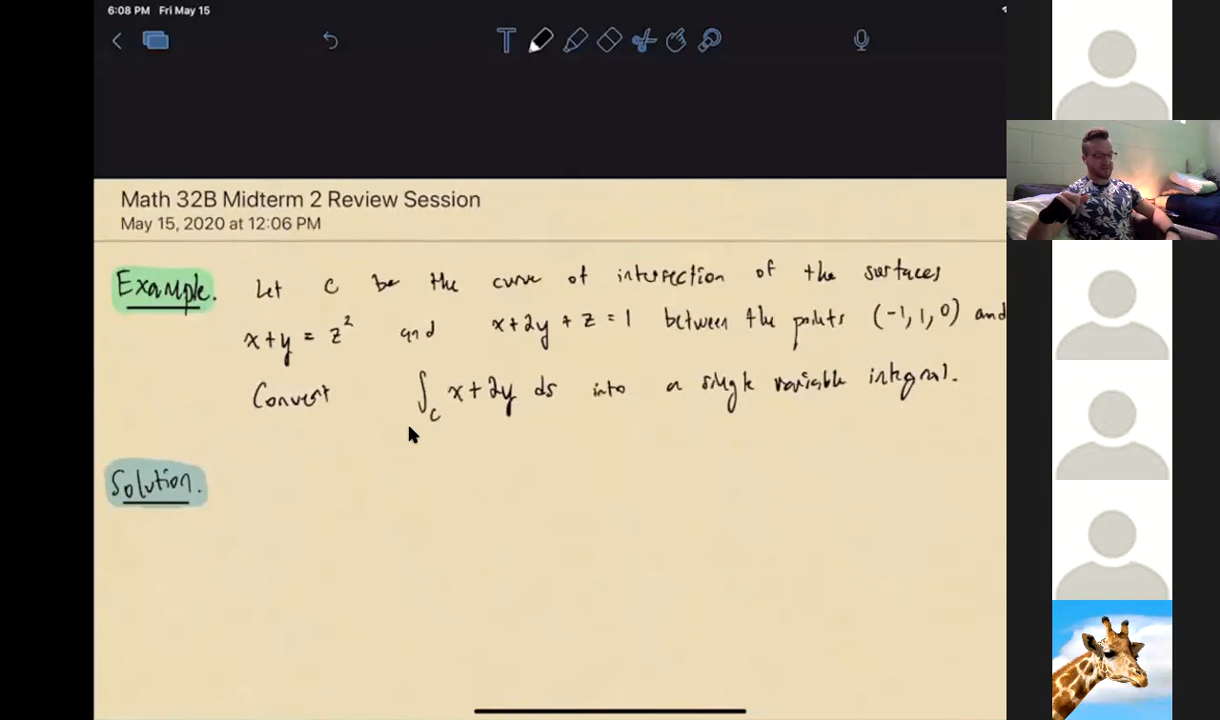 6:08 PM Fri May 15
T
Math 32B Midterm 2 Review Session
May 15, 2020 at 12:06 PM
Example. Let C be the curve of intersection of the surfaces
x+y = z² and x+2y+z=1 between the points (-1,1,0) and
Convert ∫_C x+2y ds into a single variable integral.
Solution.